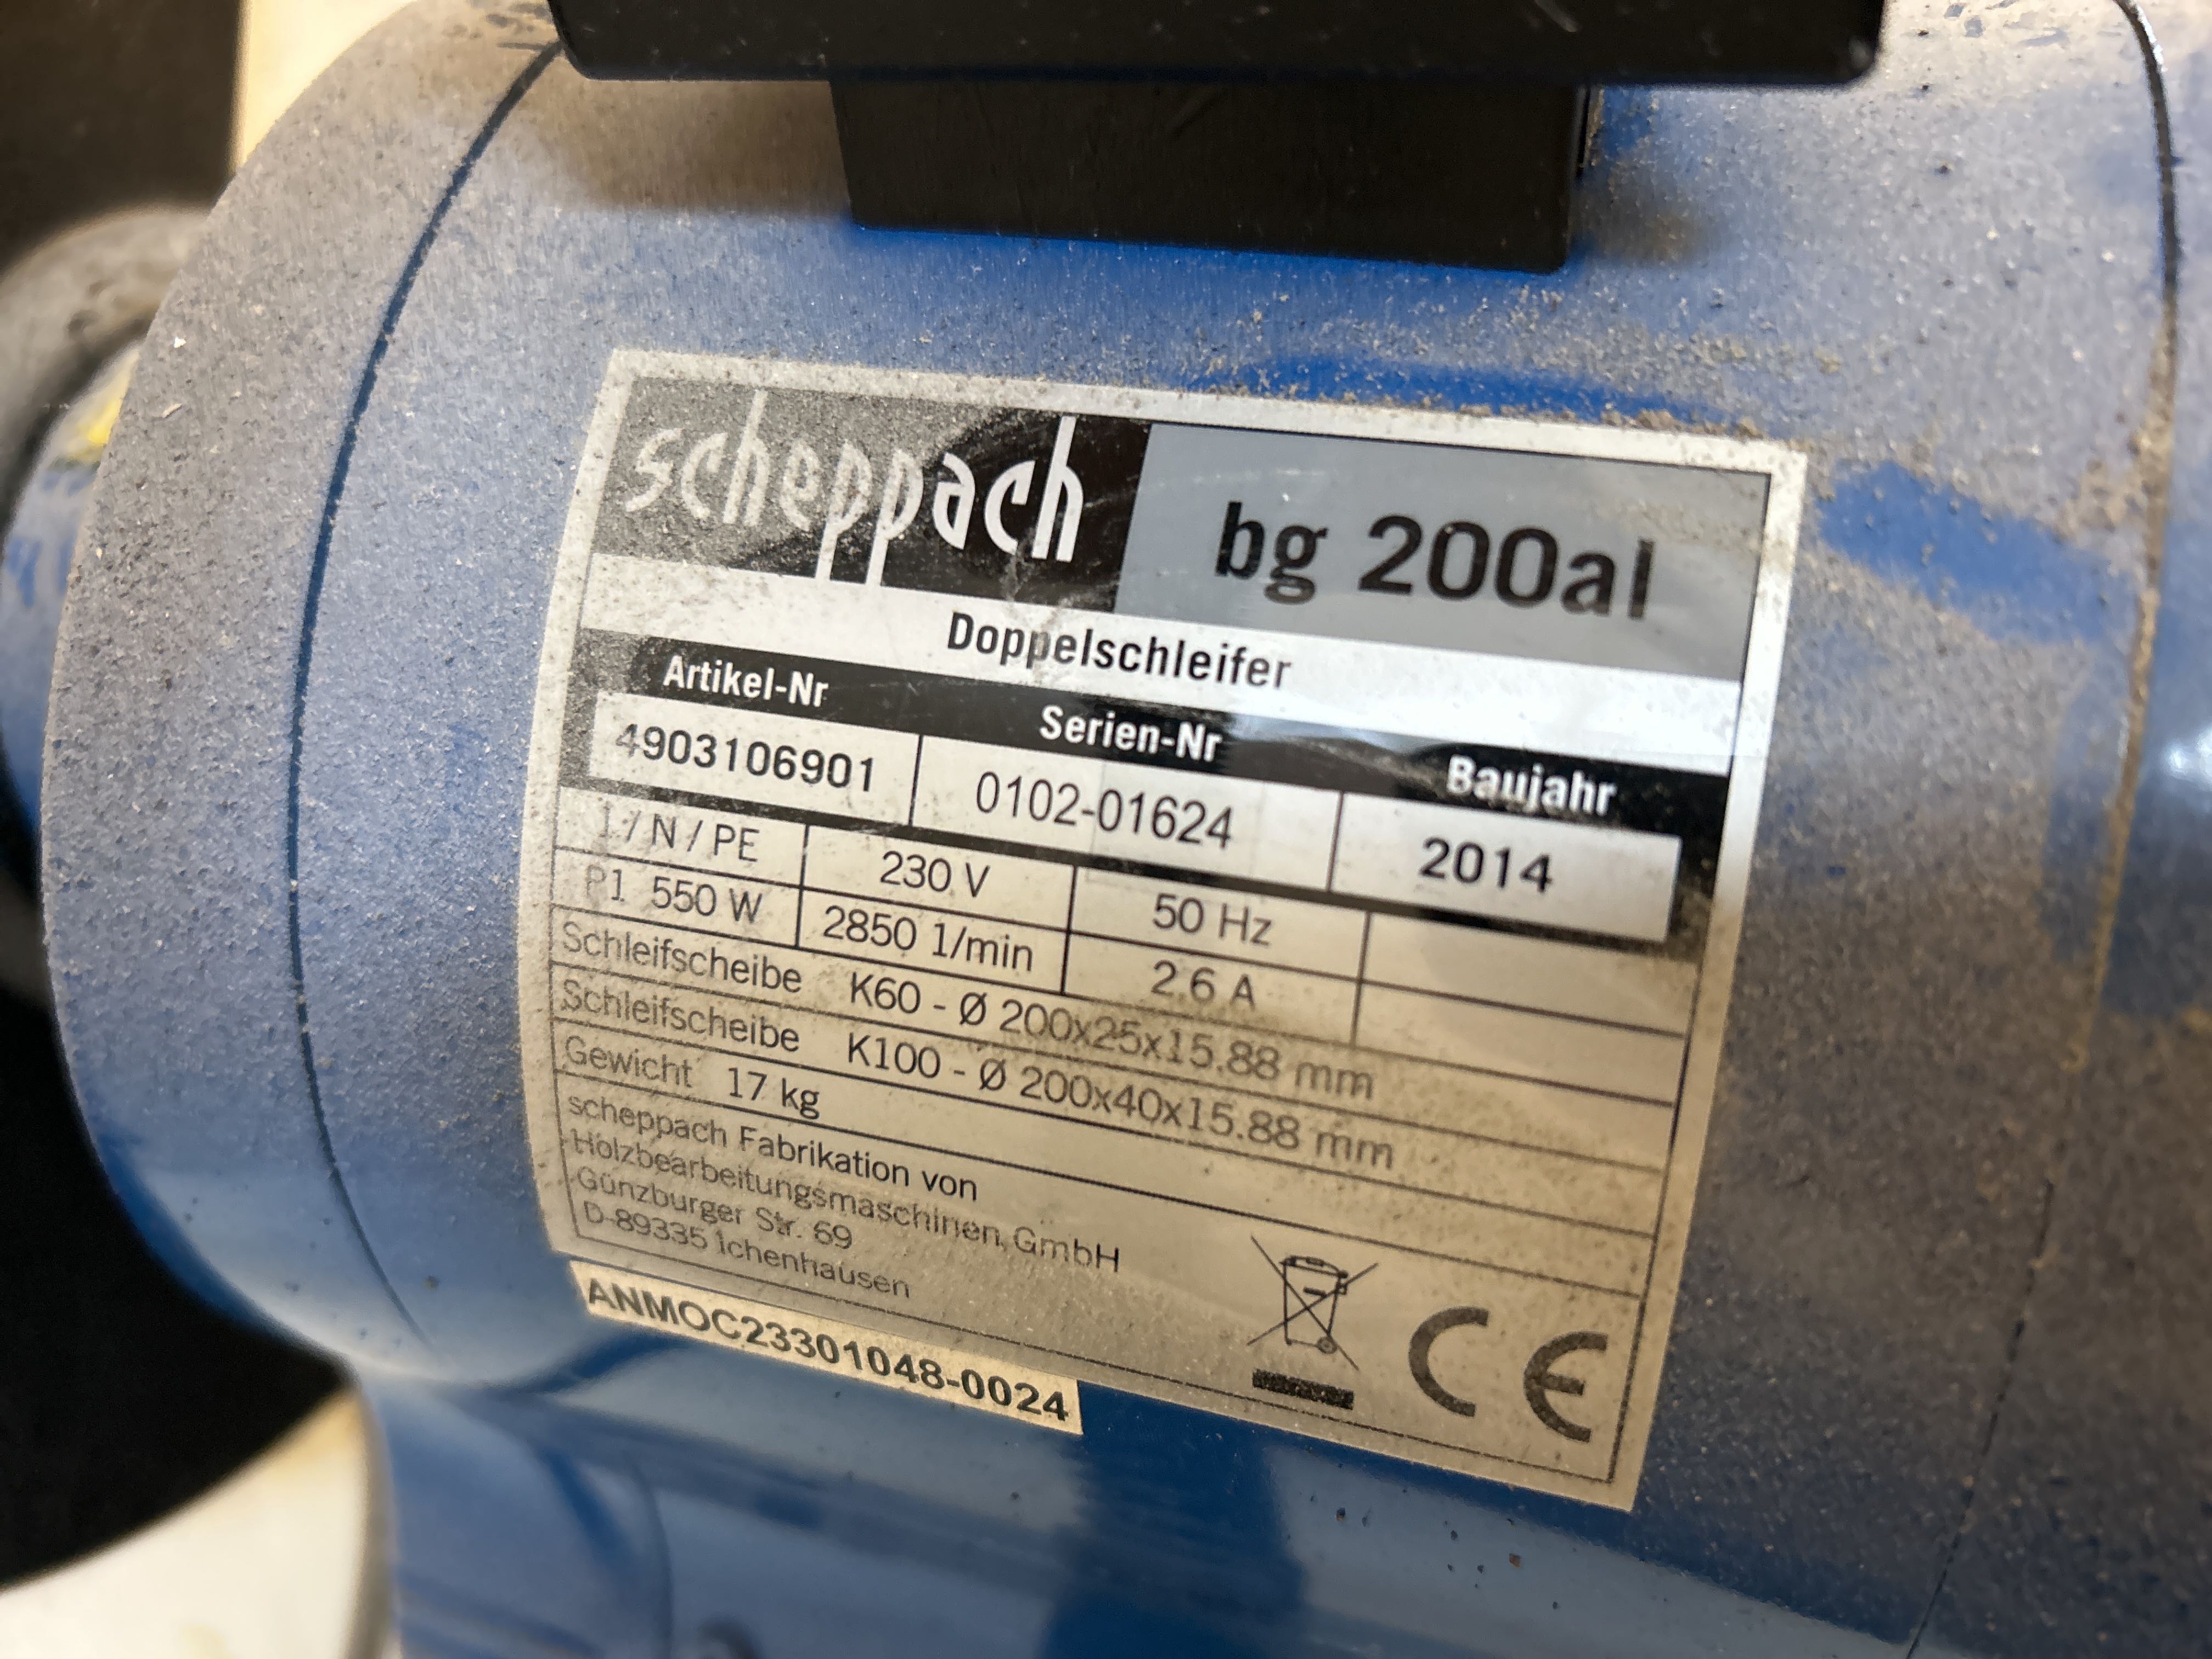 scheppach bg 200al
Doppelschleifer
Artikel-Nr Serien-Nr Baujahr
4903106901 0102-01624 2014
1 / N / PE 230 V 50 Hz
P1 550 W 2850 1/min 2.6 A
Schleifscheibe K60 - Ø 200x25x15.88 mm
Schleifscheibe K100 - Ø 200x40x15.88 mm
Gewicht 17 kg
scheppach Fabrikation von
Holzbearbeitungsmaschinen GmbH
Günzburger Str. 69
D-89335 Ichenhausen
CE
ANMOC23301048-0024